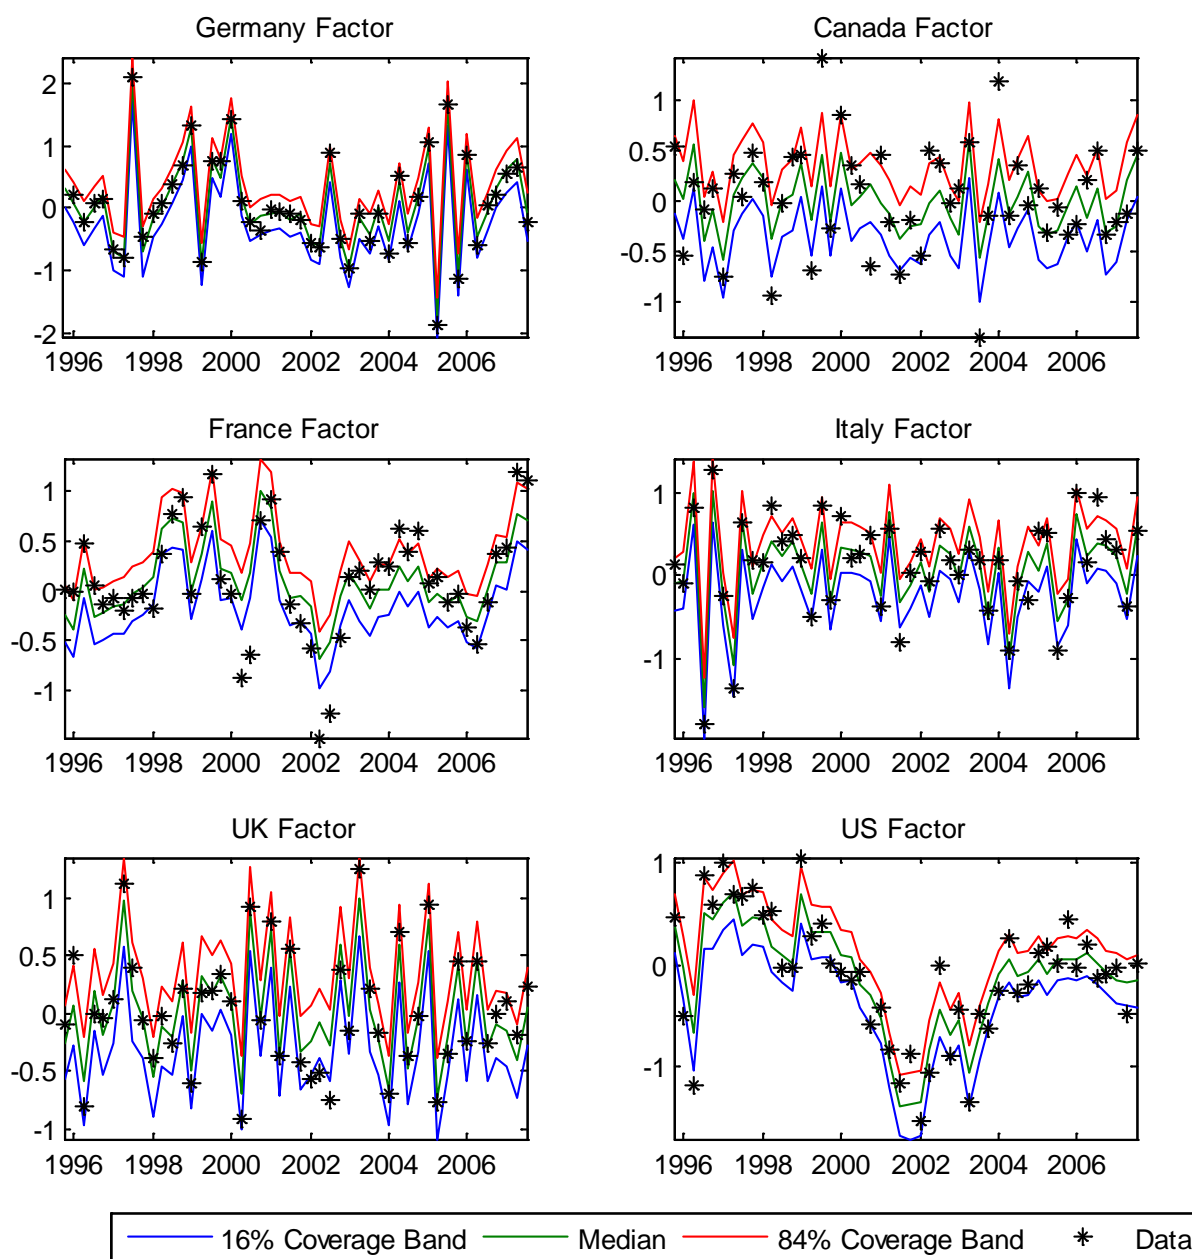 Germany Factor
2
1
0
-1
-2
1996 1998 2000 2002 2004 2006
Canada Factor
1
0.5
0
-0.5
-1
1996 1998 2000 2002 2004 2006
France Factor
1
0.5
0
-0.5
-1
1996 1998 2000 2002 2004 2006
Italy Factor
1
0
-1
1996 1998 2000 2002 2004 2006
UK Factor
1
0.5
0
-0.5
-1
1996 1998 2000 2002 2004 2006
US Factor
1
0
-1
1996 1998 2000 2002 2004 2006
16% Coverage Band Median 84% Coverage Band Data